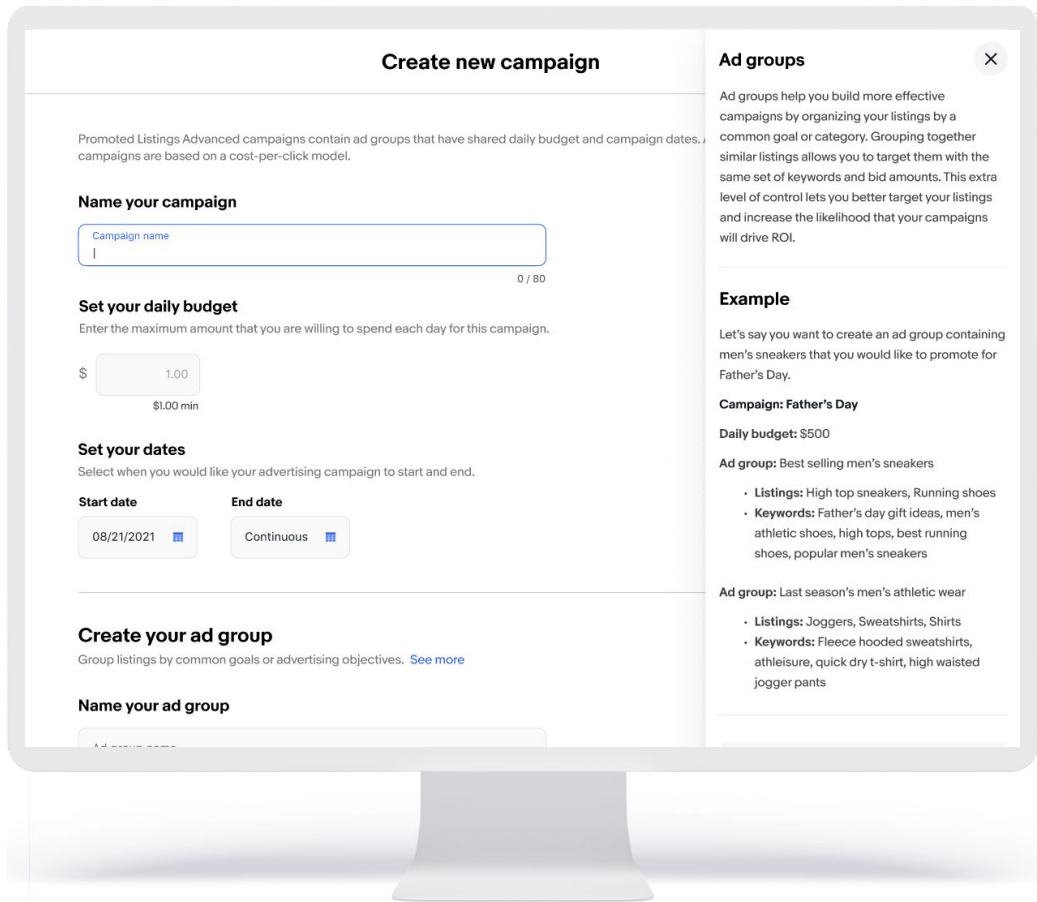 Create new campaign
Promoted Listings Advanced campaigns contain ad groups that have shared daily budget and campaign dates.
campaigns are based on a cost-per-click model.
Name your campaign
Campaign name
0 / 80
Set your daily budget
Enter the maximum amount that you are willing to spend each day for this campaign.
$ 1.00
$1.00 min
Set your dates
Select when you would like your advertising campaign to start and end.
Start date End date
08/21/2021 Continuous
Create your ad group
Group listings by common goals or advertising objectives. See more
Name your ad group
Ad group name
Ad groups
Ad groups help you build more effective
campaigns by organizing your listings by a
common goal or category. Grouping together
similar listings allows you to target them with the
same set of keywords and bid amounts. This extra
level of control lets you better target your listings
and increase the likelihood that your campaigns
will drive ROI.
Example
Let's say you want to create an ad group containing
men's sneakers that you would like to promote for
Father's Day.
Campaign: Father's Day
Daily budget: $500
Ad group: Best selling men's sneakers
• Listings: High top sneakers, Running shoes
• Keywords: Father's day gift ideas, men's
athletic shoes, high tops, best running
shoes, popular men's sneakers
Ad group: Last season's men's athletic wear
• Listings: Joggers, Sweatshirts, Shirts
• Keywords: Fleece hooded sweatshirts,
athleisure, quick dry t-shirt, high waisted
jogger pants